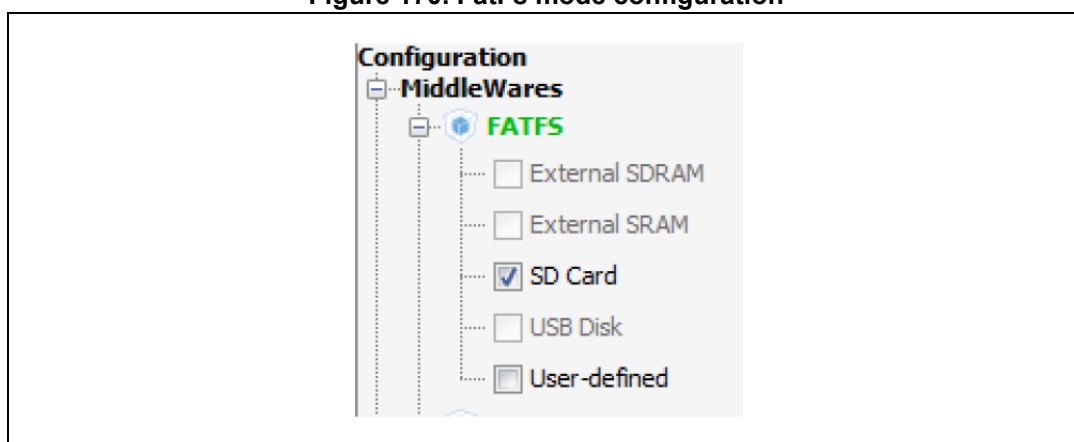 Configuration
MiddleWares
FATFS
External SDRAM
External SRAM
SD Card
USB Disk
User-defined